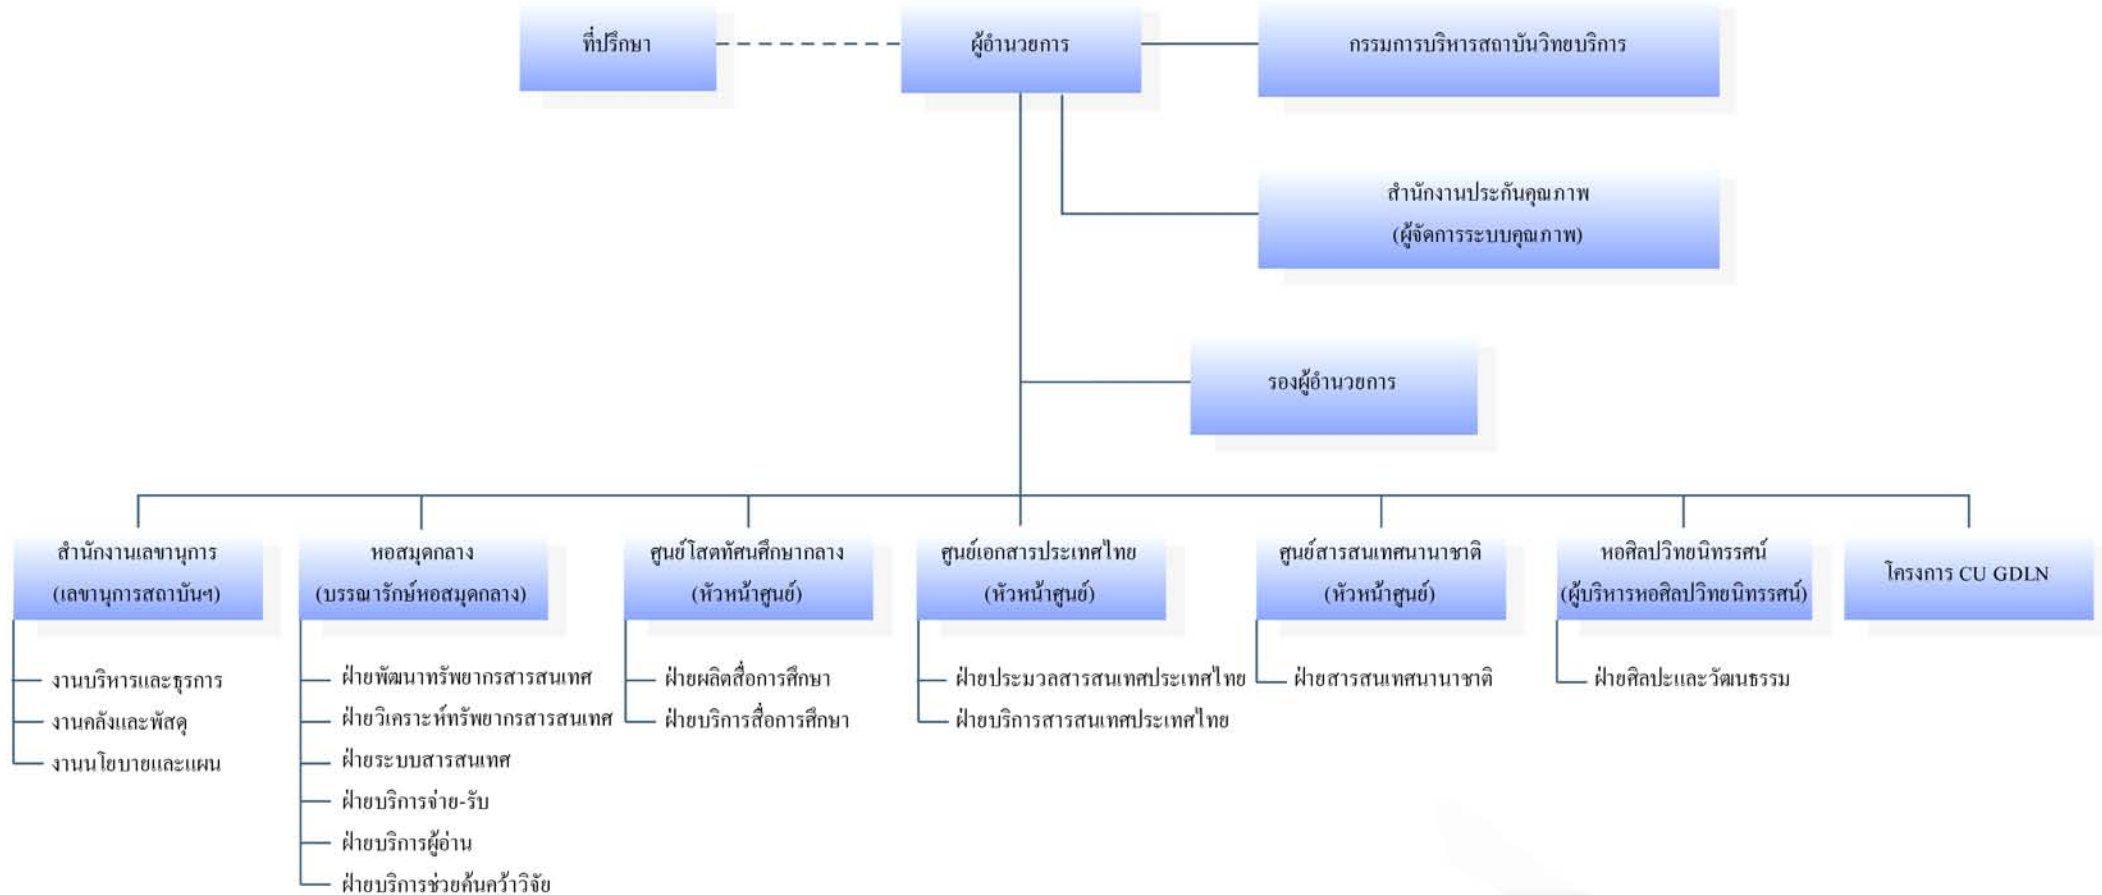 ที่ปรึกษา
ผู้อำนวยการ
กรรมการบริหารสถาบันวิทยบริการ
สำนักงานประกันคุณภาพ
(ผู้จัดการระบบคุณภาพ)
รองผู้อำนวยการ
สำนักงานเลขานุการ
(เลขานุการสถาบันฯ)
งานบริหารและธุรการ
งานคลังและพัสดุ
งานนโยบายและแผน
หอสมุดกลาง
(บรรณารักษ์หอสมุดกลาง)
ฝ่ายพัฒนาทรัพยากรสารสนเทศ
ฝ่ายวิเคราะห์ทรัพยากรสารสนเทศ
ฝ่ายระบบสารสนเทศ
ฝ่ายบริการจ่าย-รับ
ฝ่ายบริการผู้อ่าน
ฝ่ายบริการช่วยค้นคว้าวิจัย
ศูนย์โสตทัศนศึกษากลาง
(หัวหน้าศูนย์)
ฝ่ายผลิตสื่อการศึกษา
ฝ่ายบริการสื่อการศึกษา
ศูนย์เอกสารประเทศไทย
(หัวหน้าศูนย์)
ฝ่ายประมวลสารสนเทศประเทศไทย
ฝ่ายบริการสารสนเทศประเทศไทย
ศูนย์สารสนเทศนานาชาติ
(หัวหน้าศูนย์)
ฝ่ายสารสนเทศนานาชาติ
หอศิลปวิทยนิทรรศน์
(ผู้บริหารหอศิลปวิทยนิทรรศน์)
ฝ่ายศิลปะและวัฒนธรรม
โครงการ CU GDLN